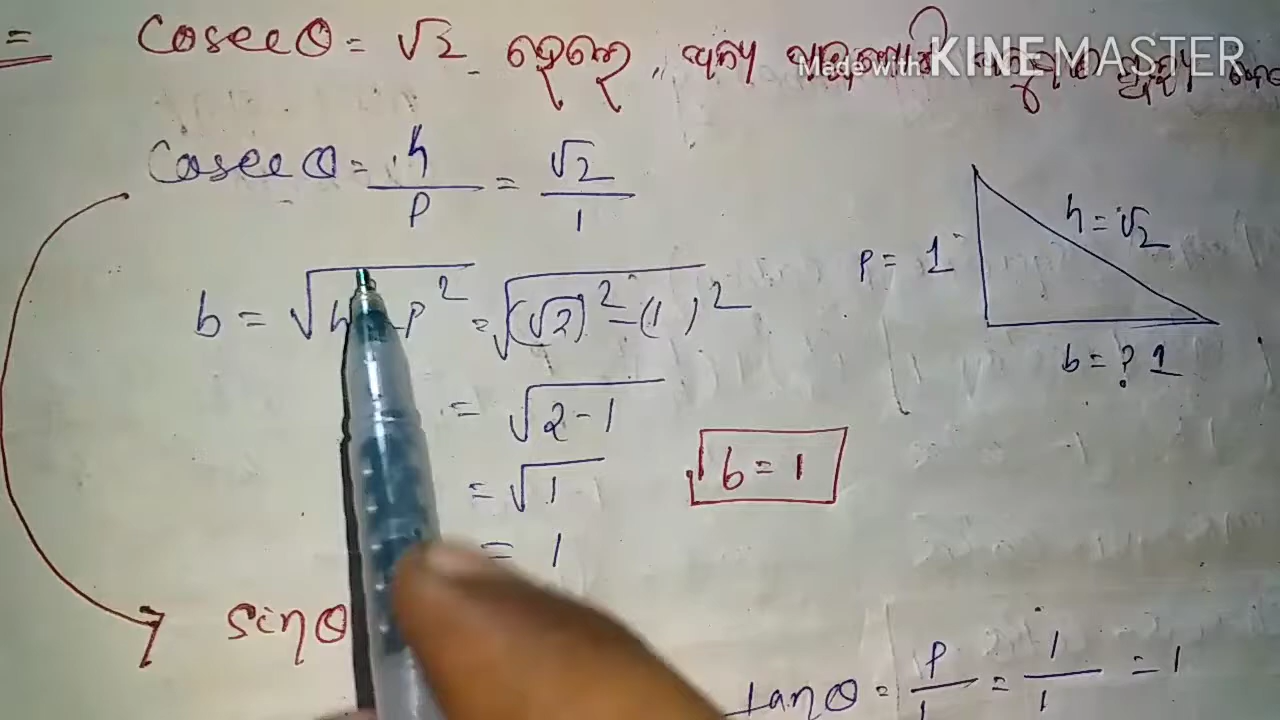 = Cosecθ = √2 ହେଲେ, ଅନ୍ୟ
Made with KINEMASTER
Cosecθ = h/p = √2/1
h = √2
p = 1
b = √h² - p² = √(√2)² - (1)²
b = ? 1
= √2 - 1
= √1
b = 1
= 1
sinθ
tanθ = p/ = 1/1 = 1